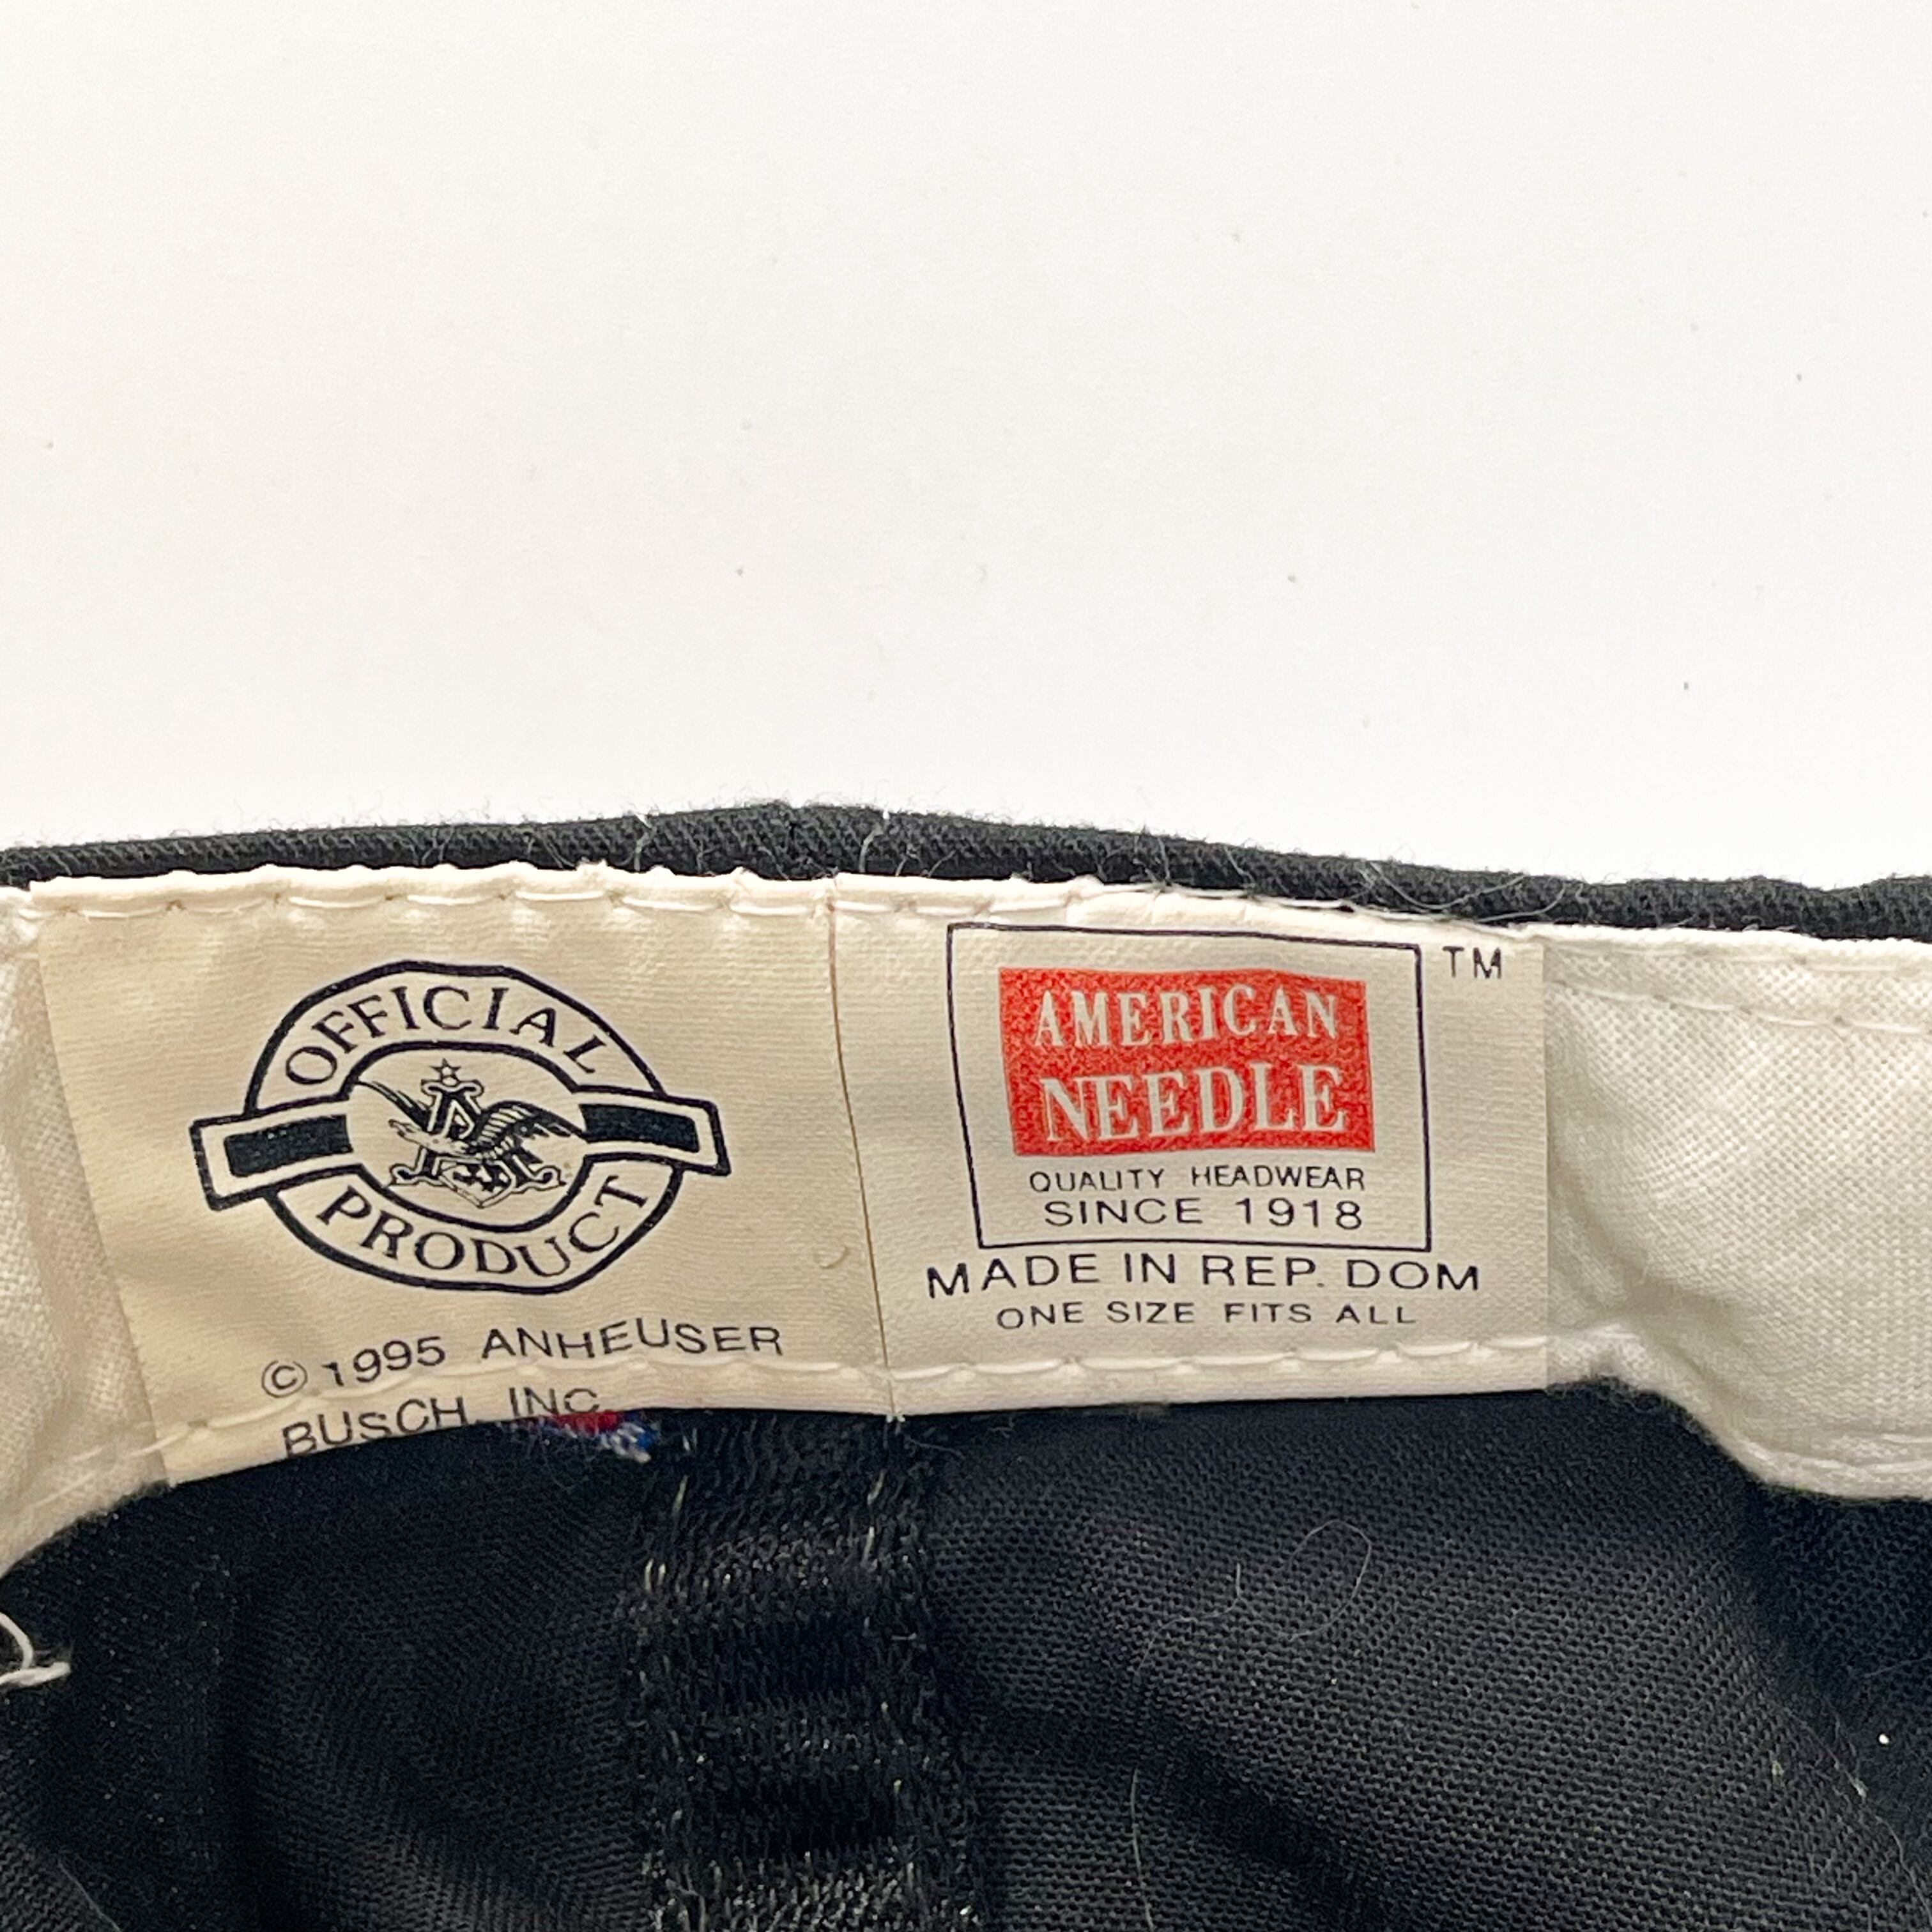 OFFICIAL
PRODUCT
© 1995 ANHEUSER
BUSCH, INC.
TM
AMERICAN
NEEDLE
QUALITY HEADWEAR
SINCE 1918
MADE IN REP. DOM
ONE SIZE FITS ALL